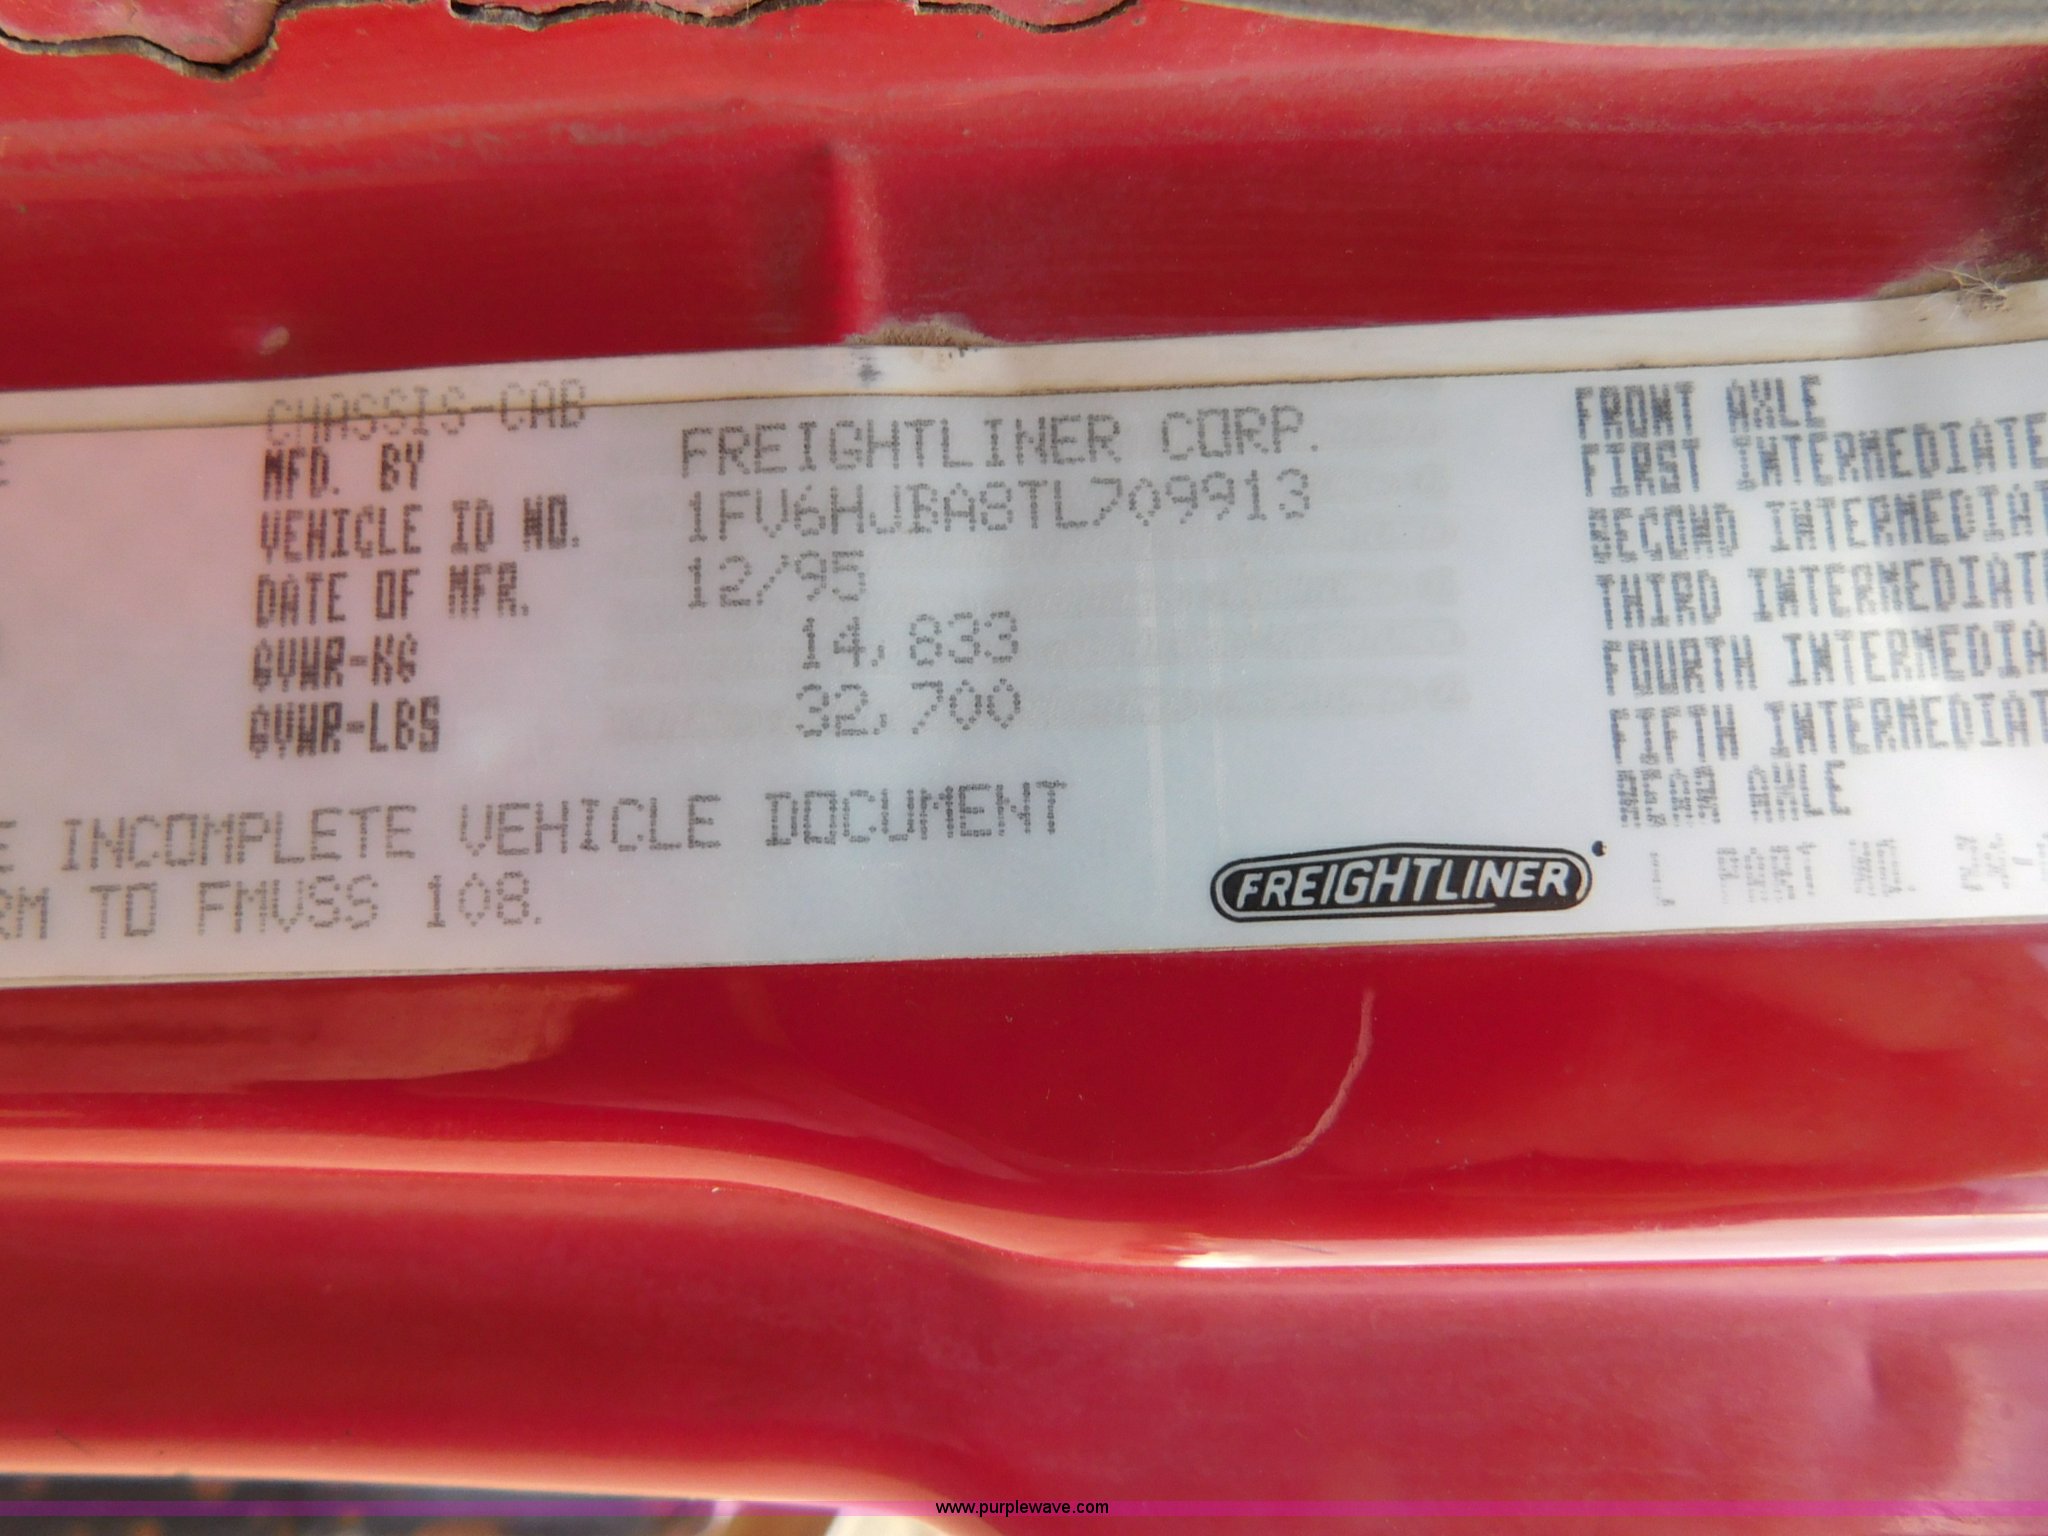 CHASSIS-CAB
MFD. BY FREIGHTLINER CORP.
VEHICLE ID NO. 1FV6HJBA8TL709913
DATE OF MFR. 12/95
GVWR-KG 14,833
GVWR-LBS 32,700
INCOMPLETE VEHICLE DOCUMENT
TO FMVSS 108.
FREIGHTLINER
FRONT AXLE
FIRST INTERMEDIATE
SECOND INTERMEDIAT
THIRD INTERMEDIAT
FOURTH INTERMEDIA
FIFTH INTERMEDIAT
REAR AXLE
www.purplewave.com